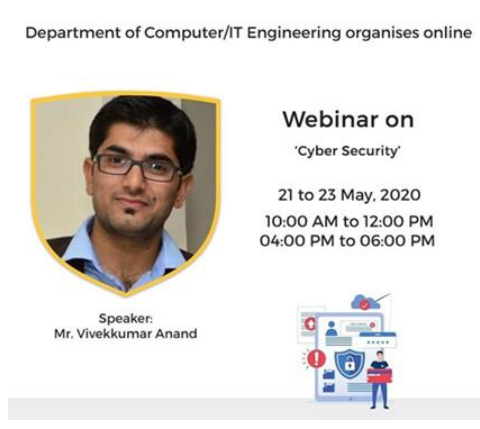 Department of Computer/IT Engineering organises online
Webinar on
‘Cyber Security’
21 to 23 May, 2020
10:00 AM to 12:00 PM
04:00 PM to 06:00 PM
Speaker:
Mr. Vivekkumar Anand